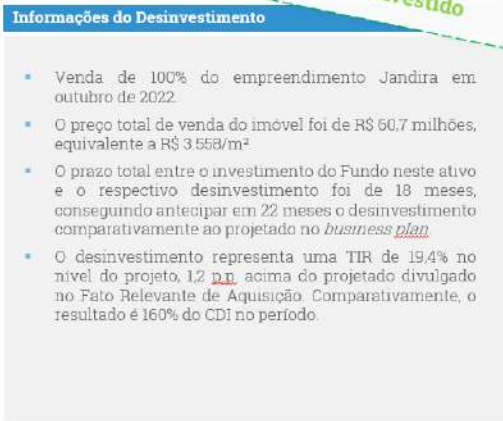 vestido
Informações do Desinvestimento
▪ Venda de 100% do empreendimento Jandira em
outubro de 2022.
▪ O preço total de venda do imóvel foi de R$ 60,7 milhões,
equivalente a R$ 3.558/m²
▪ O prazo total entre o investimento do Fundo neste ativo
e o respectivo desinvestimento foi de 18 meses,
conseguindo antecipar em 22 meses o desinvestimento
comparativamente ao projetado no business plan
▪ O desinvestimento representa uma TIR de 19,4% no
nível do projeto, 1,2 p.p. acima do projetado divulgado
no Fato Relevante de Aquisição. Comparativamente, o
resultado é 160% do CDI no período.